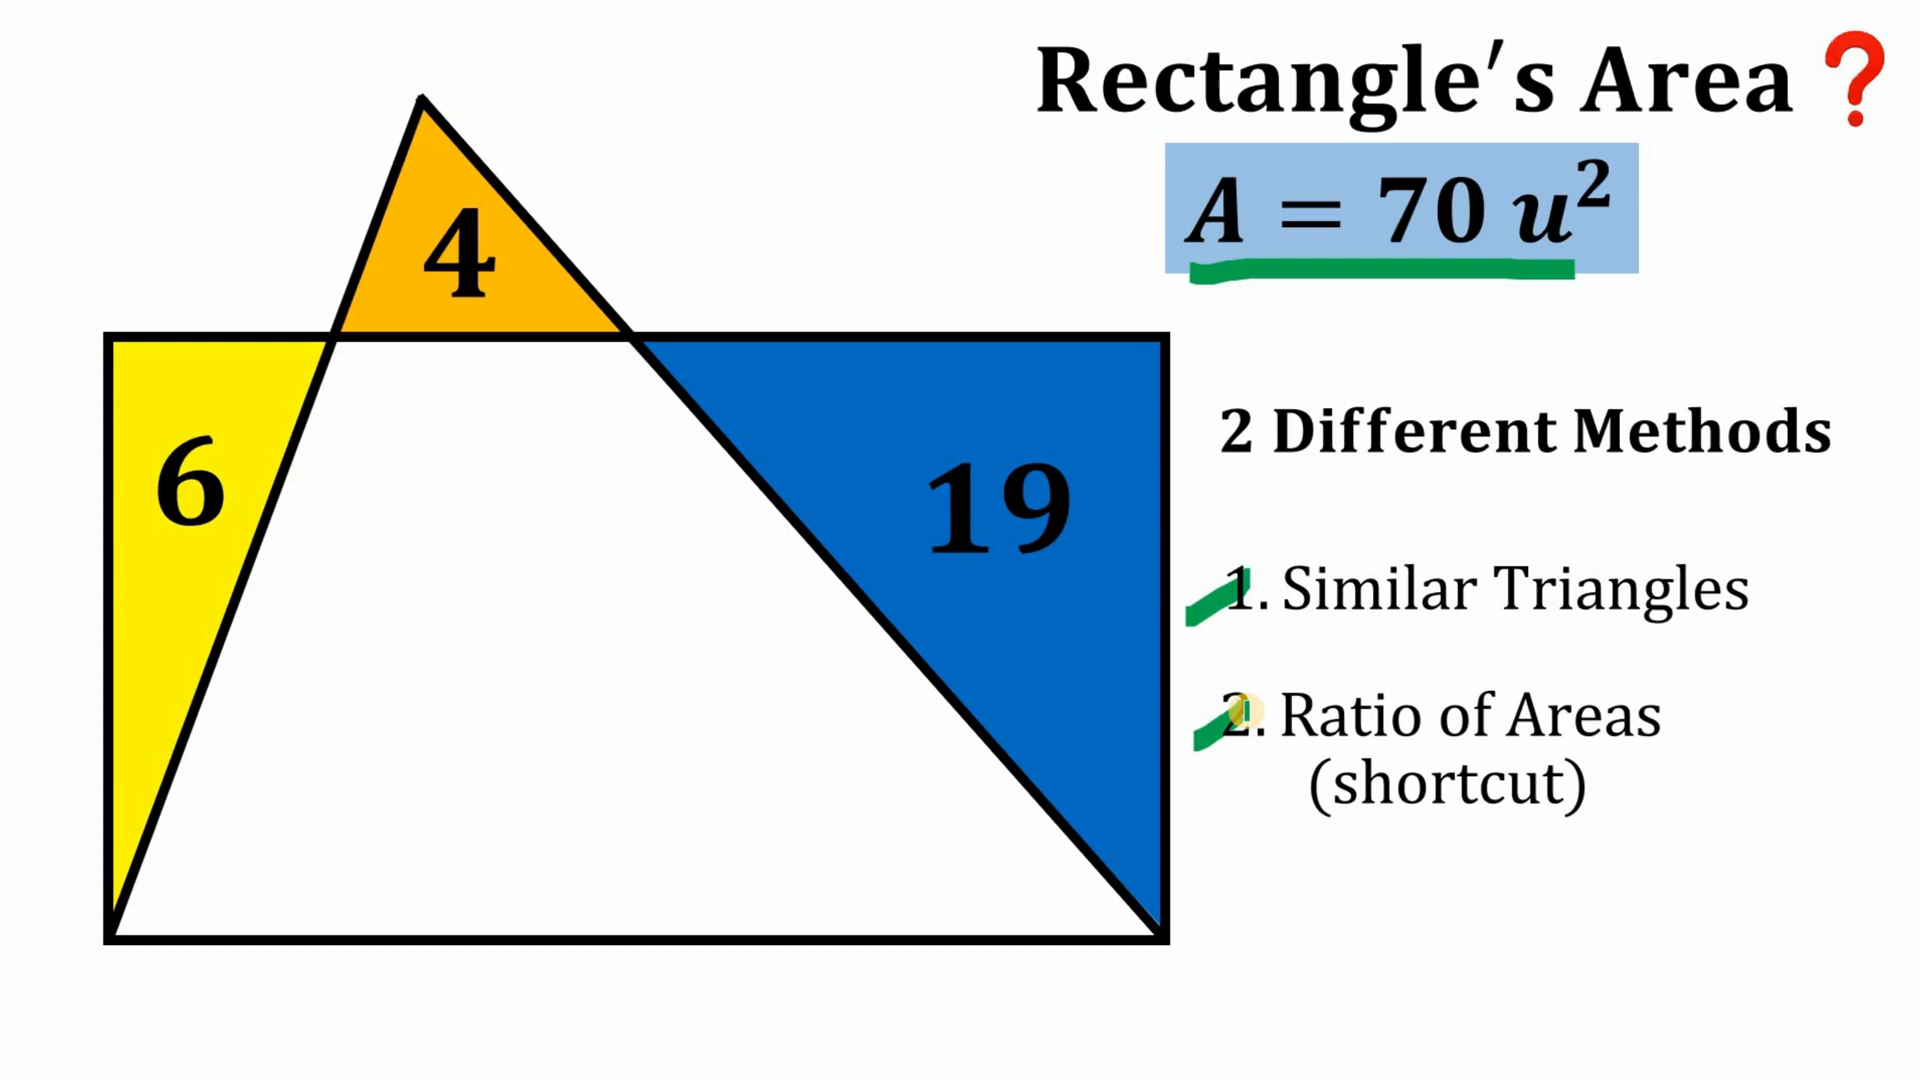 Rectangle′s Area ❓
A = 70 u²
4
6
19
2 Different Methods
1. Similar Triangles
2. Ratio of Areas
(shortcut)